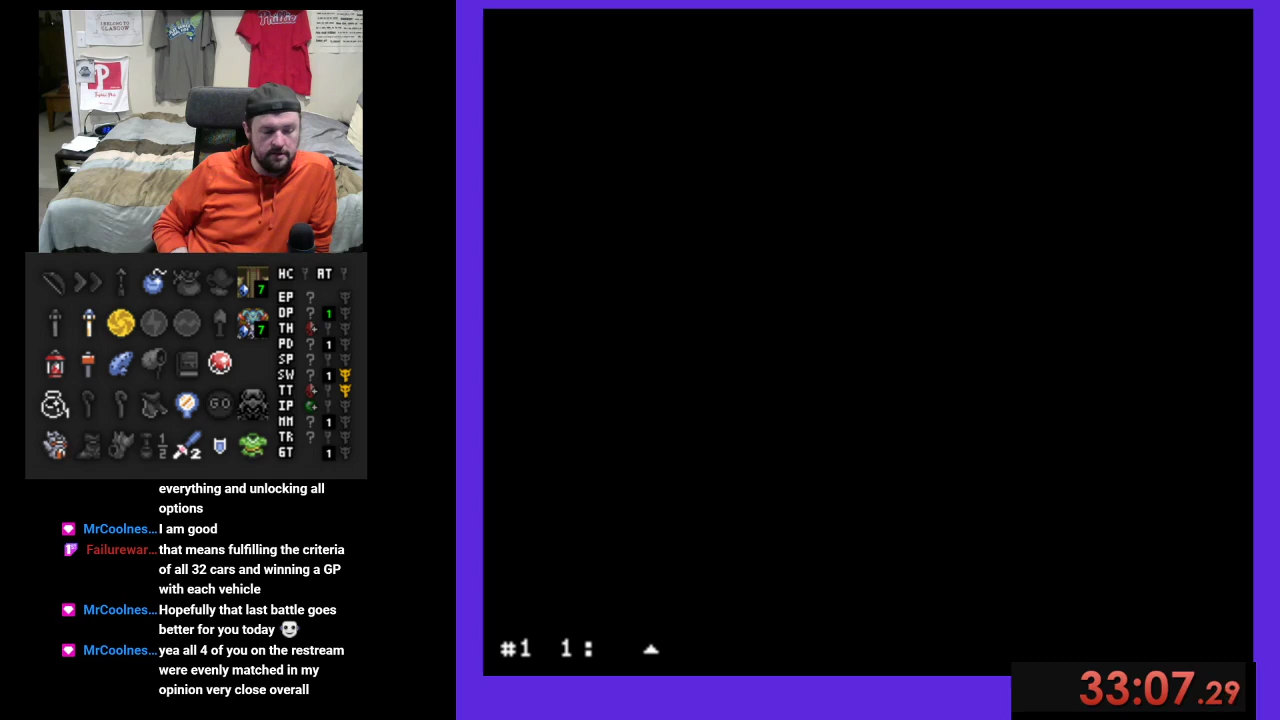 I BELONG TO
GLASGOW
Phillies
7
HC AT
EP ?
DP ? 1
TH
PD ? 1
SP ?
7
SW ? 1
TT
IP
MM ? 1
TR ?
GT 1
GO
1/2
2
everything and unlocking all
options
MrCoolnes... I am good
Failurewar... that means fulfilling the criteria
of all 32 cars and winning a GP
with each vehicle
MrCoolnes... Hopefully that last battle goes
better for you today
MrCoolnes... yea all 4 of you on the restream
were evenly matched in my
opinion very close overall
#1 1:
33:07.29